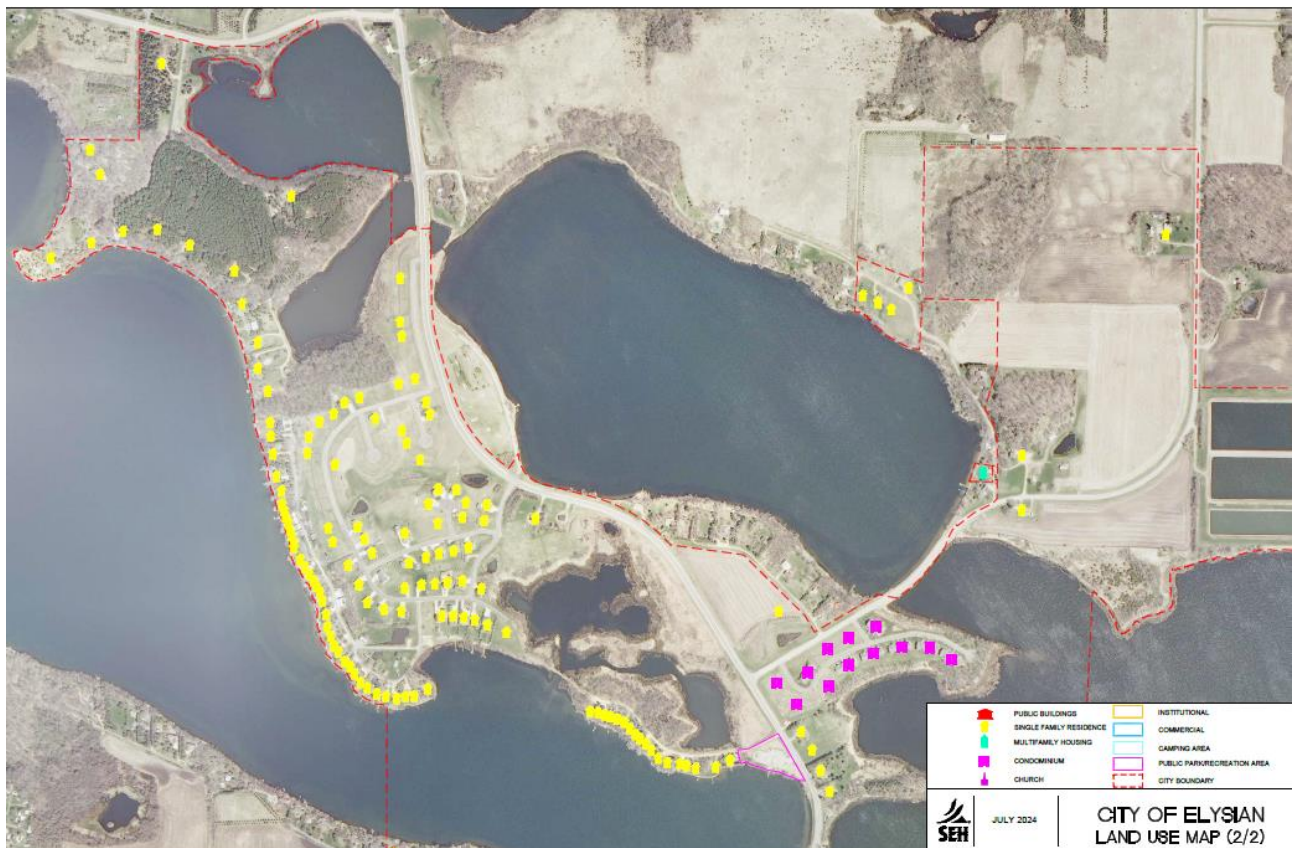 PUBLIC BUILDINGS
SINGLE FAMILY RESIDENCE
MULTIFAMILY HOUSING
CONDOMINIUM
CHURCH
INSTITUTIONAL
COMMERCIAL
CAMPING AREA
PUBLIC PARK/RECREATION AREA
CITY BOUNDARY
SEH
JULY 2024
CITY OF ELYSIAN
LAND USE MAP (2/2)